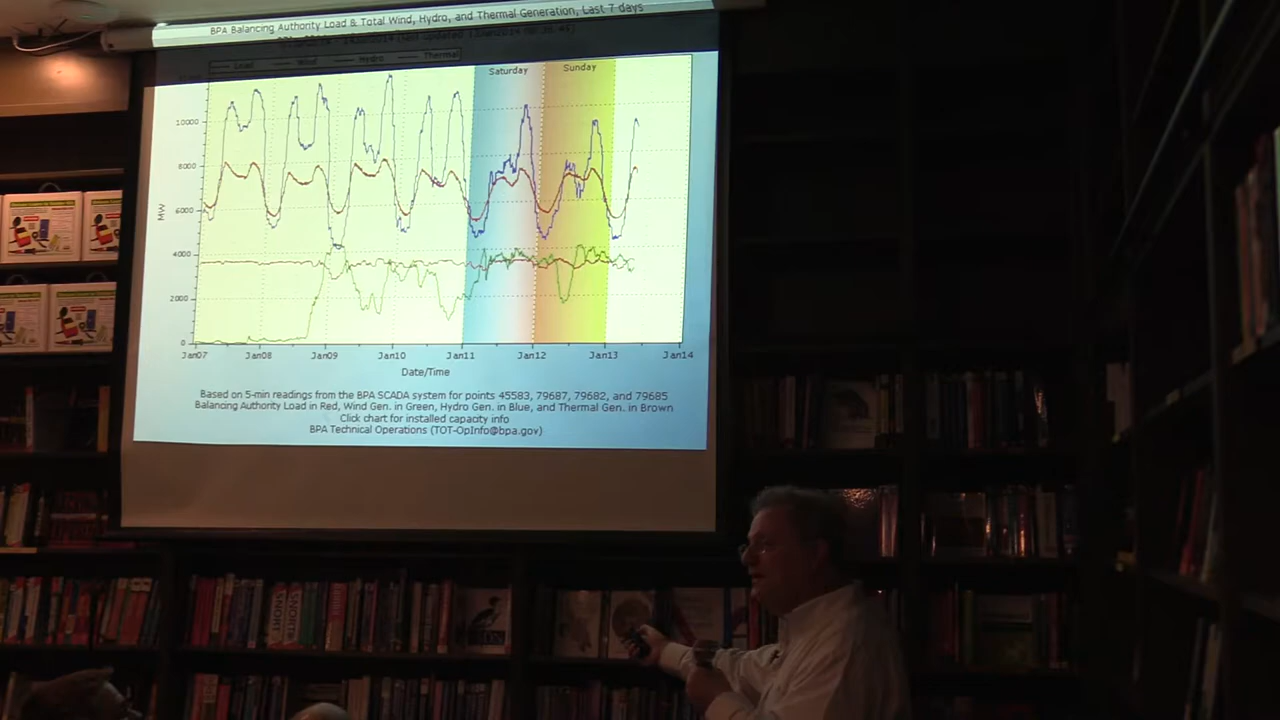 BPA Balancing Authority Load & Total Wind, Hydro, and Thermal Generation, Last 7 days
Load Wind Hydro Thermal
Saturday Sunday
10000
8000
6000
4000
2000
0
MW
Jan07 Jan08 Jan09 Jan10 Jan11 Jan12 Jan13 Jan14
Date/Time
Based on 5-min readings from the BPA SCADA system for points 45583, 79687, 79682, and 79685
Balancing Authority Load in Red, Wind Gen. in Green, Hydro Gen. in Blue, and Thermal Gen. in Brown
Click chart for installed capacity info
BPA Technical Operations (TOT-OpInfo@bpa.gov)